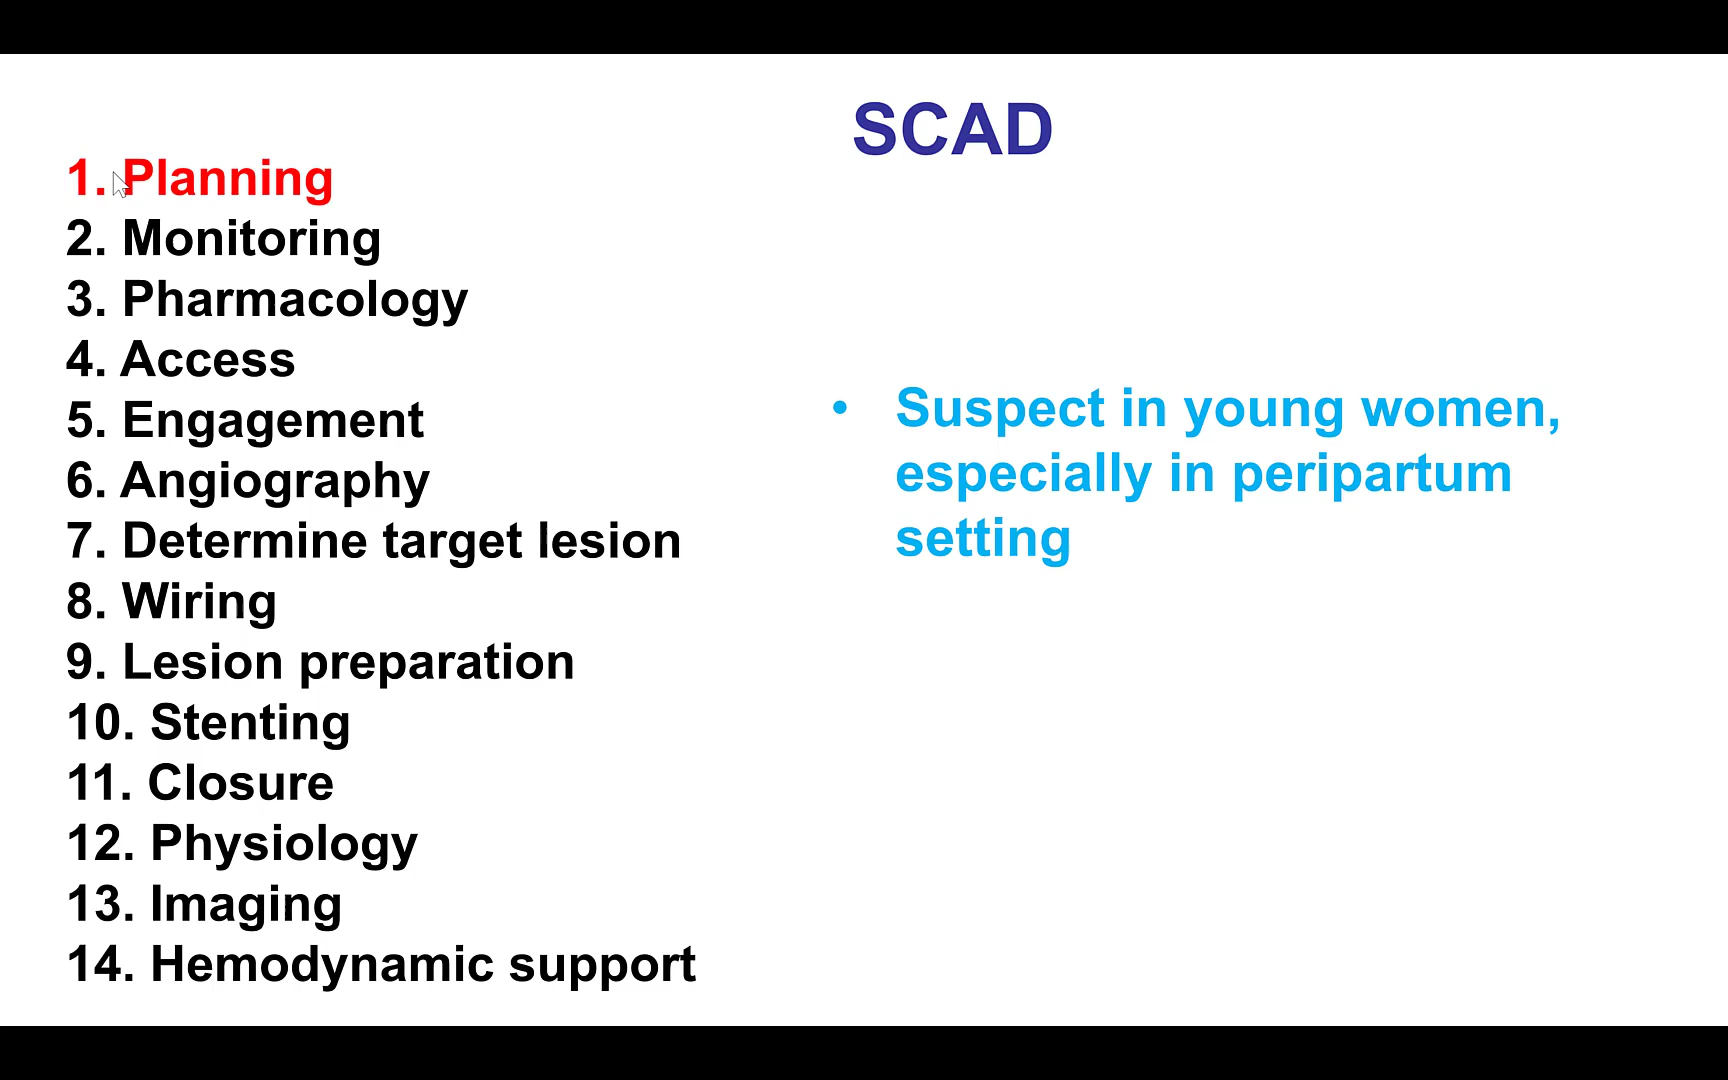 SCAD
1. Planning
2. Monitoring
3. Pharmacology
4. Access
5. Engagement
6. Angiography
7. Determine target lesion
8. Wiring
9. Lesion preparation
10. Stenting
11. Closure
12. Physiology
13. Imaging
14. Hemodynamic support
• Suspect in young women,
especially in peripartum
setting